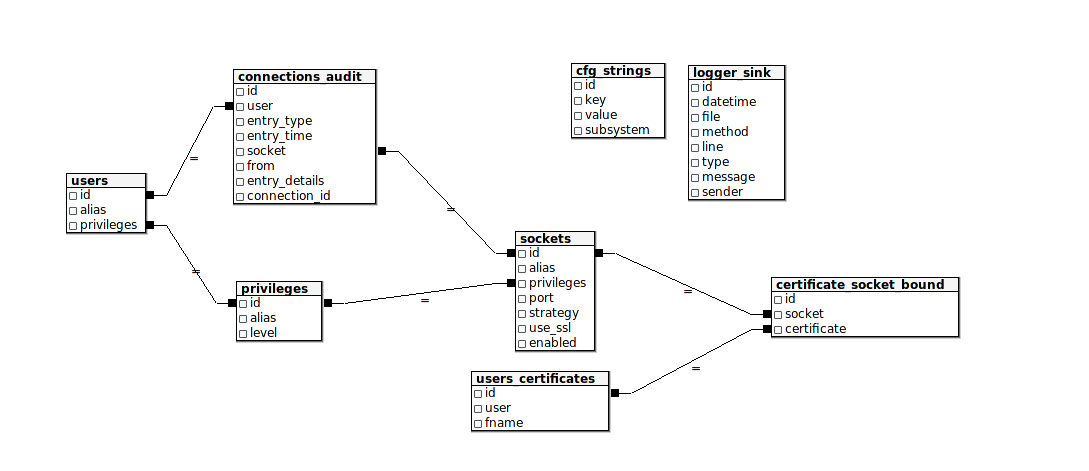 connections_audit
id
user
entry_type
entry_time
socket
from
entry_details
connection_id
cfg_strings
id
key
value
subsystem
logger_sink
id
datetime
file
method
line
type
message
sender
users
id
alias
privileges
=
=
=
privileges
id
alias
level
=
sockets
id
alias
privileges
port
strategy
use_ssl
enabled
=
certificate_socket_bound
id
socket
certificate
=
users_certificates
id
user
fname